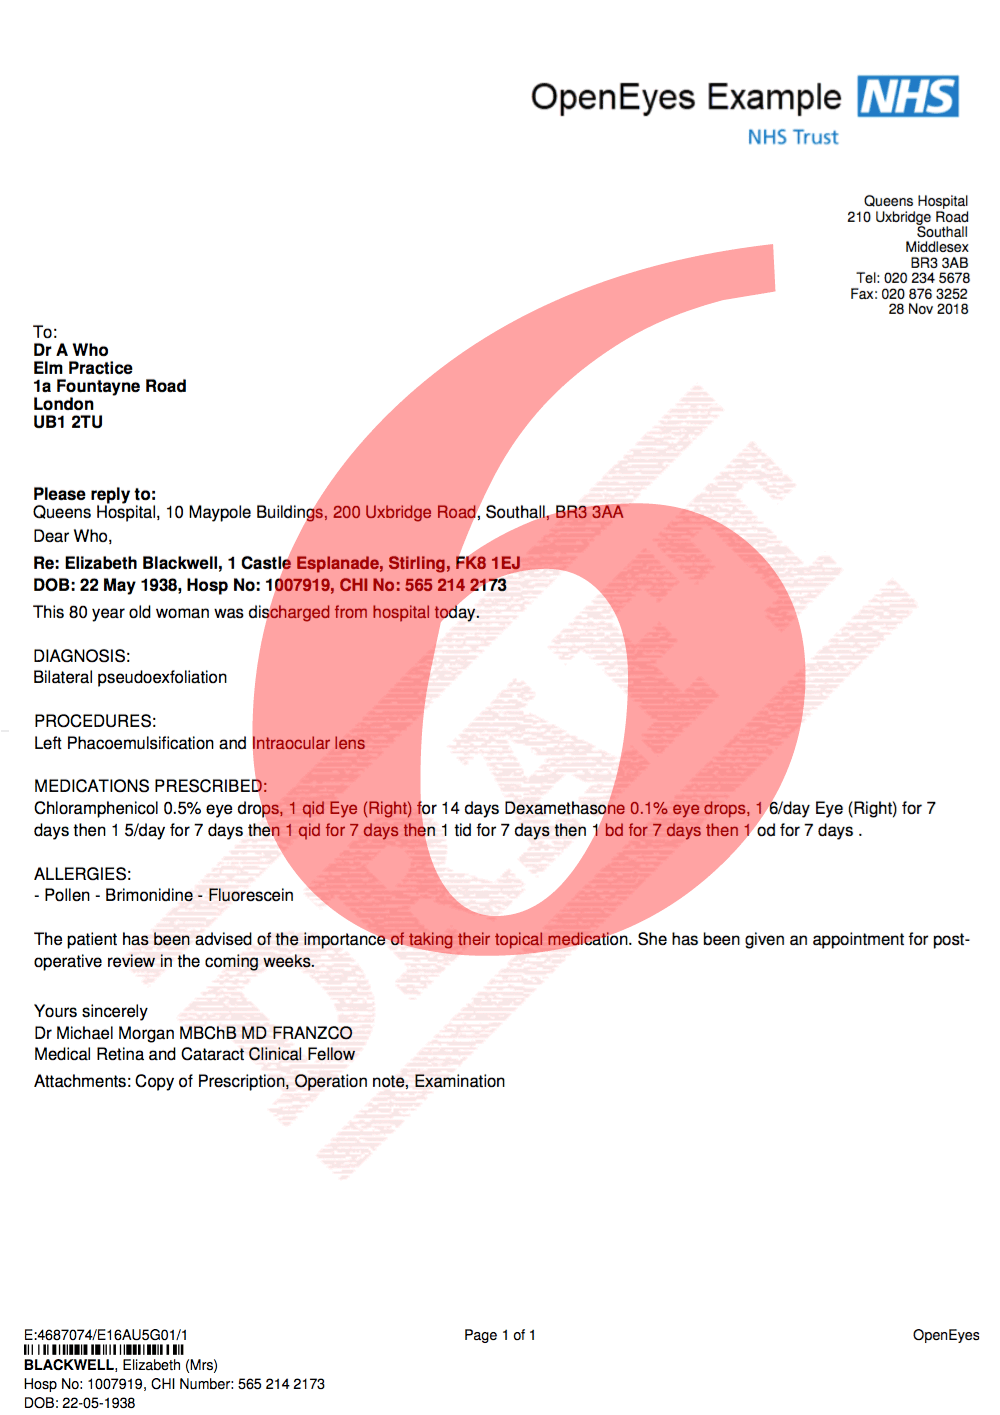 OpenEyes Example NHS
NHS Trust
Queens Hospital
210 Uxbridge Road
Southall
Middlesex
BR3 3AB
Tel: 020 234 5678
Fax: 020 876 3252
28 Nov 2018
To:
Dr A Who
Elm Practice
1a Fountayne Road
London
UB1 2TU
Please reply to:
Queens Hospital, 10 Maypole Buildings, 200 Uxbridge Road, Southall, BR3 3AA
Dear Who,
Re: Elizabeth Blackwell, 1 Castle Esplanade, Stirling, FK8 1EJ
DOB: 22 May 1938, Hosp No: 1007919, CHI No: 565 214 2173
This 80 year old woman was discharged from hospital today.
DIAGNOSIS:
Bilateral pseudoexfoliation
PROCEDURES:
Left Phacoemulsification and Intraocular lens
MEDICATIONS PRESCRIBED:
Chloramphenicol 0.5% eye drops, 1 qid Eye (Right) for 14 days Dexamethasone 0.1% eye drops, 1 6/day Eye (Right) for 7
days then 1 5/day for 7 days then 1 qid for 7 days then 1 tid for 7 days then 1 bd for 7 days then 1 od for 7 days .
ALLERGIES:
- Pollen - Brimonidine - Fluorescein
The patient has been advised of the importance of taking their topical medication. She has been given an appointment for post-
operative review in the coming weeks.
Yours sincerely
Dr Michael Morgan MBChB MD FRANZCO
Medical Retina and Cataract Clinical Fellow
Attachments: Copy of Prescription, Operation note, Examination
DRAFT
6
E:4687074/E16AU5G01/1 Page 1 of 1 OpenEyes
BLACKWELL, Elizabeth (Mrs)
Hosp No: 1007919, CHI Number: 565 214 2173
DOB: 22-05-1938